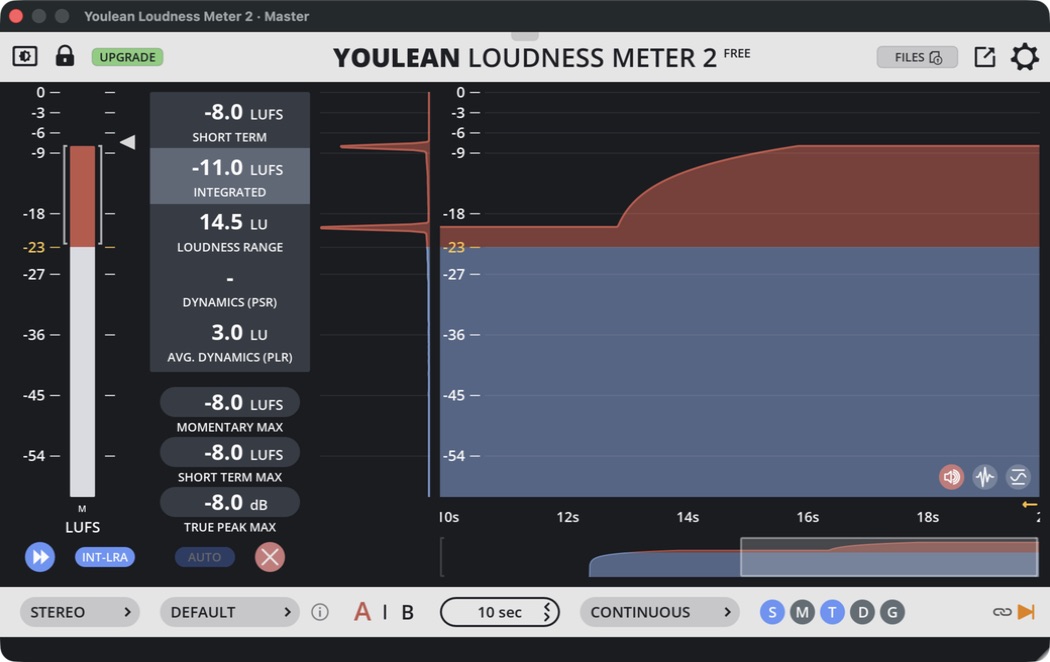 Youlean Loudness Meter 2 · Master
UPGRADE
YOULEAN LOUDNESS METER 2 FREE
FILES
0
-3
-6
-9
-18
-23
-27
-36
-45
-54
M
LUFS
-8.0 LUFS
SHORT TERM
-11.0 LUFS
INTEGRATED
14.5 LU
LOUDNESS RANGE
-
DYNAMICS (PSR)
3.0 LU
AVG. DYNAMICS (PLR)
-8.0 LUFS
MOMENTARY MAX
-8.0 LUFS
SHORT TERM MAX
-8.0 dB
TRUE PEAK MAX
0
-3
-6
-9
-18
-23
-27
-36
-45
-54
10s 12s 14s 16s 18s
INT-LRA
AUTO
STEREO
DEFAULT
A | B
10 sec
CONTINUOUS
S M T D G